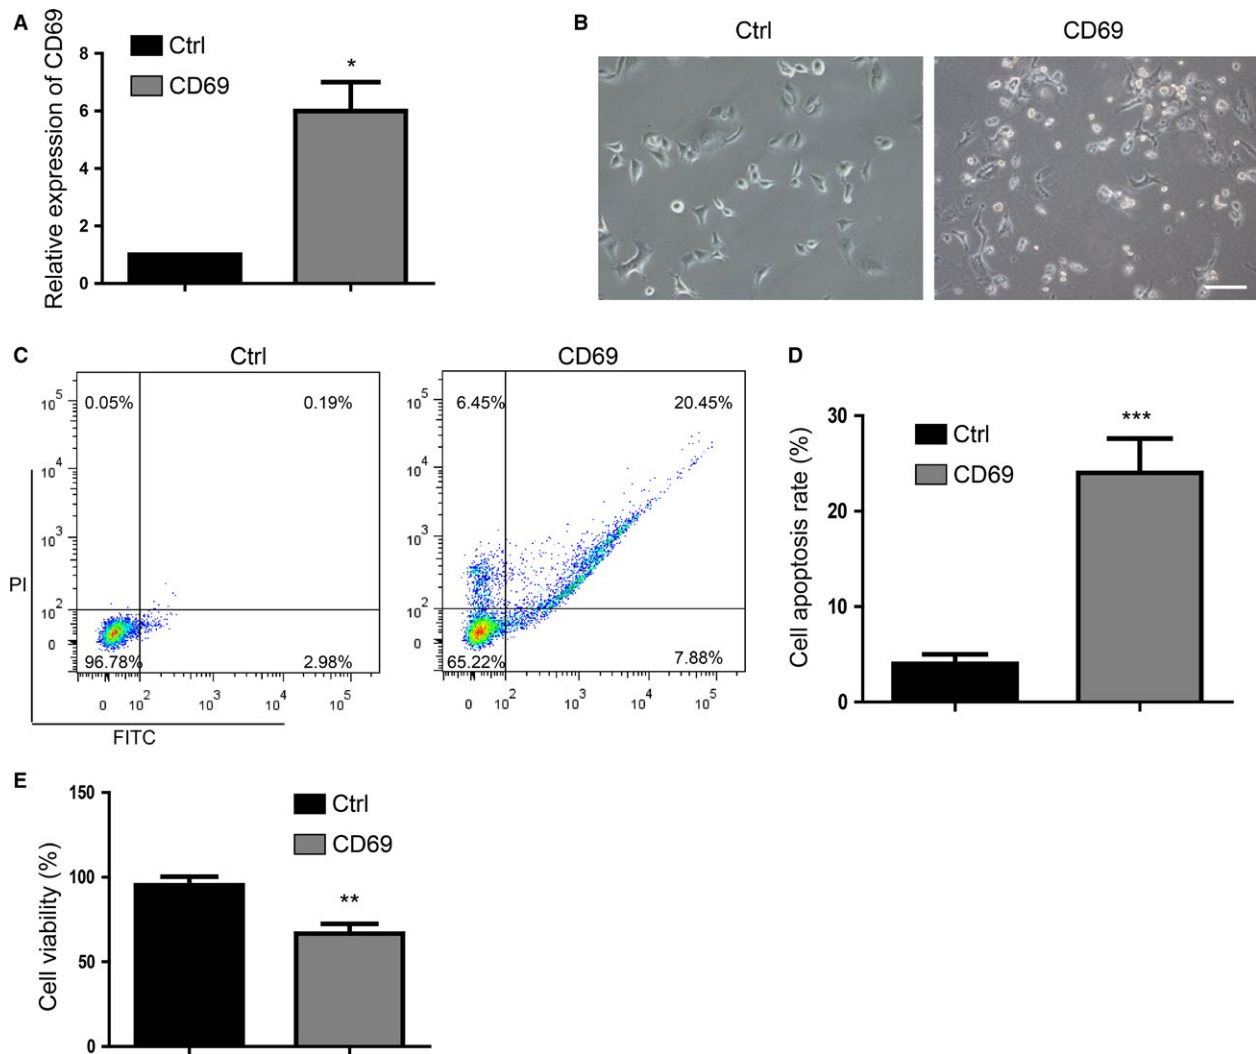 A
Relative expression of CD69
8
6
4
2
0
Ctrl
CD69
*
B
Ctrl
CD69
C
Ctrl
PI
10^5
10^4
10^3
10^2
0
0.05%
0.19%
96.78%
2.98%
0 10^2 10^3 10^4 10^5
FITC
CD69
10^5
10^4
10^3
10^2
0
6.45%
20.45%
65.22%
7.88%
0 10^2 10^3 10^4 10^5
D
Cell apoptosis rate (%)
30
20
10
0
Ctrl
CD69
***
E
Cell viability (%)
150
100
50
0
Ctrl
CD69
**